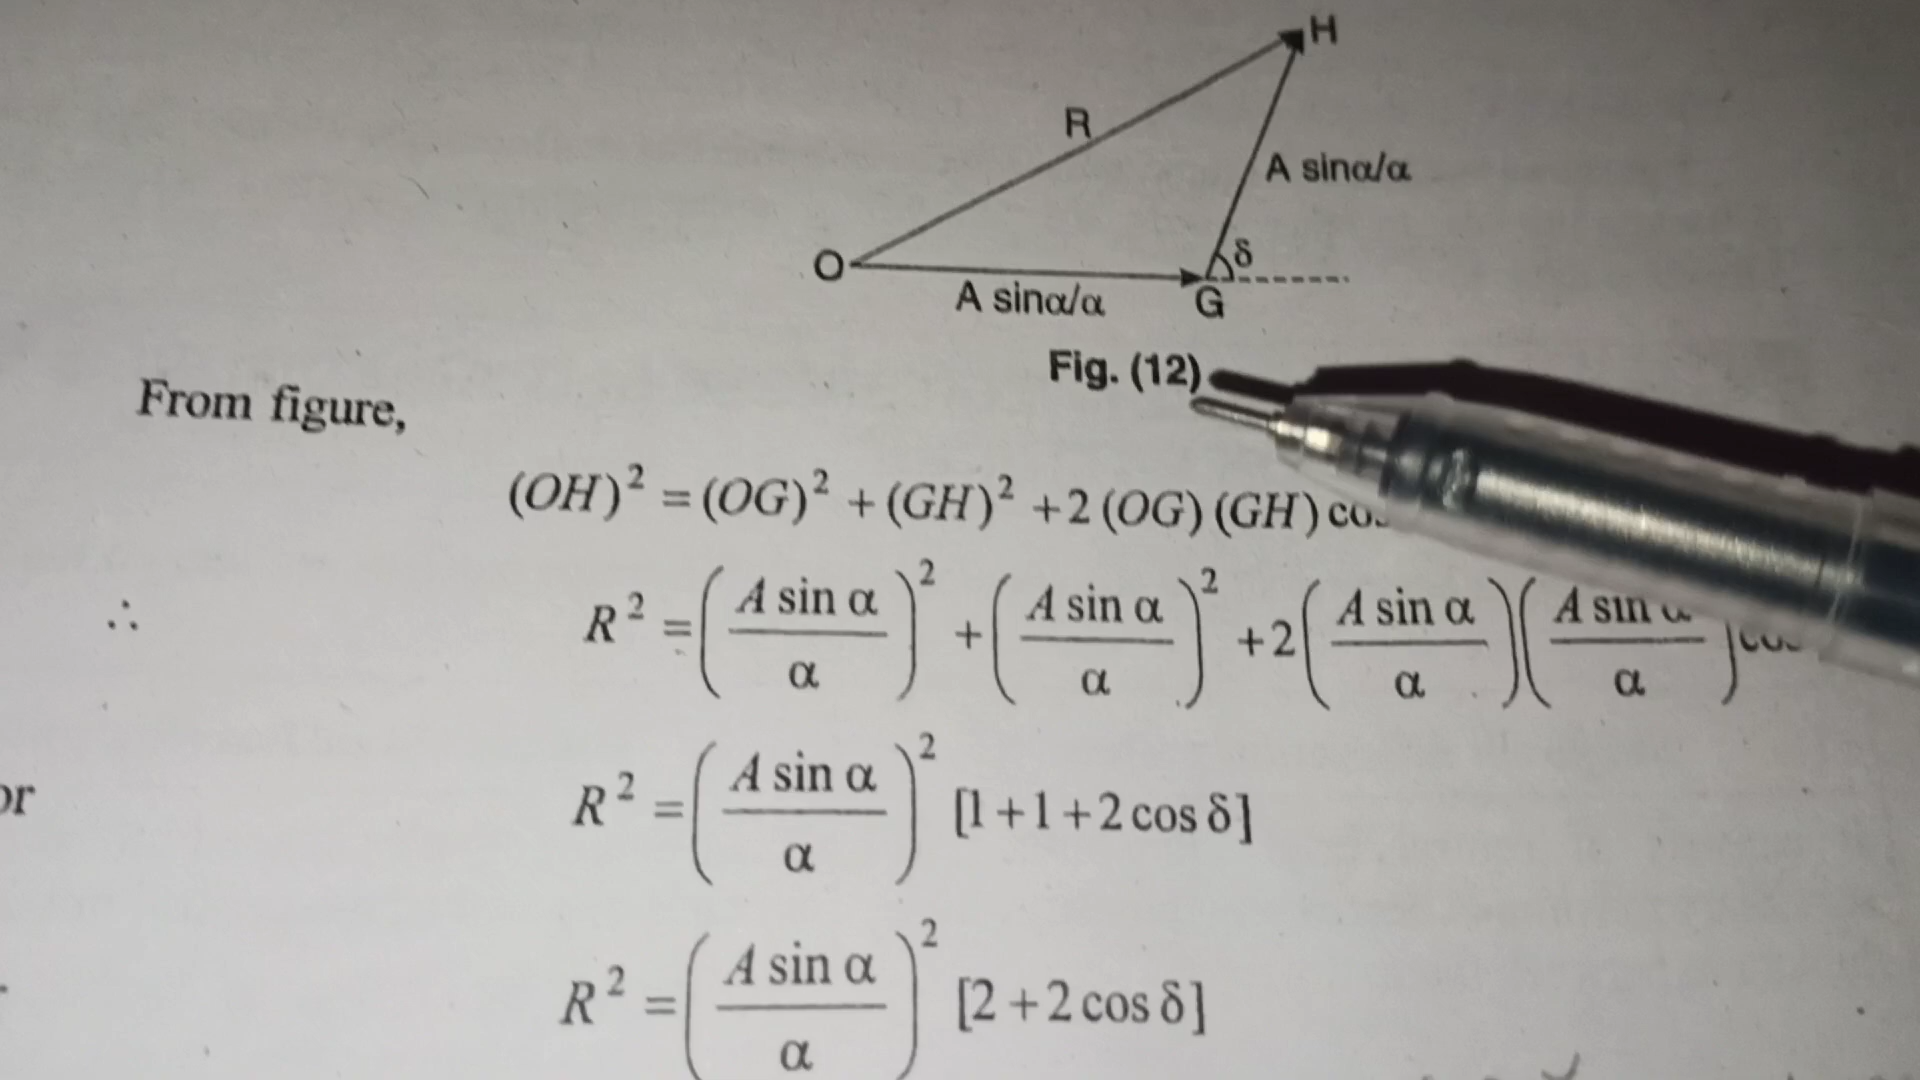 H
R
A sinα/α
O
δ
A sinα/α
G
Fig. (12)
From figure,
(OH)² = (OG)² + (GH)² + 2 (OG) (GH)
∴ R² = (A sin α / α)² + (A sin α / α)² + 2 (A sin α / α) (A sin α / α)
or R² = (A sin α / α)² [1 + 1 + 2 cos δ]
R² = (A sin α / α)² [2 + 2 cos δ]